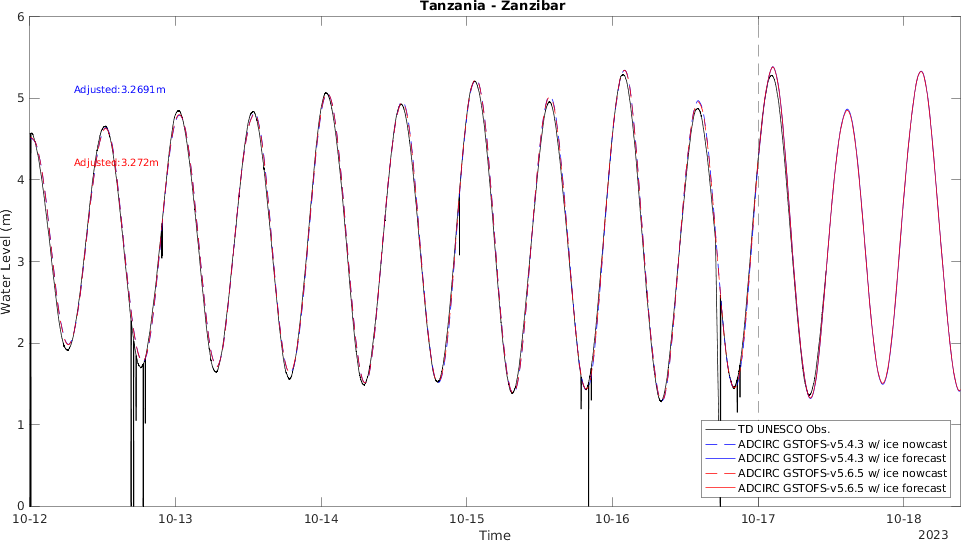 Tanzania - Zanzibar
6
Adjusted:3.2691m
5
Adjusted:3.272m
4
3
Water Level (m)
2
1
0
TD UNESCO Obs.
ADCIRC GSTOFS-v5.4.3 w/ ice nowcast
ADCIRC GSTOFS-v5.4.3 w/ ice forecast
ADCIRC GSTOFS-v5.6.5 w/ ice nowcast
ADCIRC GSTOFS-v5.6.5 w/ ice forecast
10-12 10-13 10-14 10-15 10-16 10-17 10-18
Time
2023